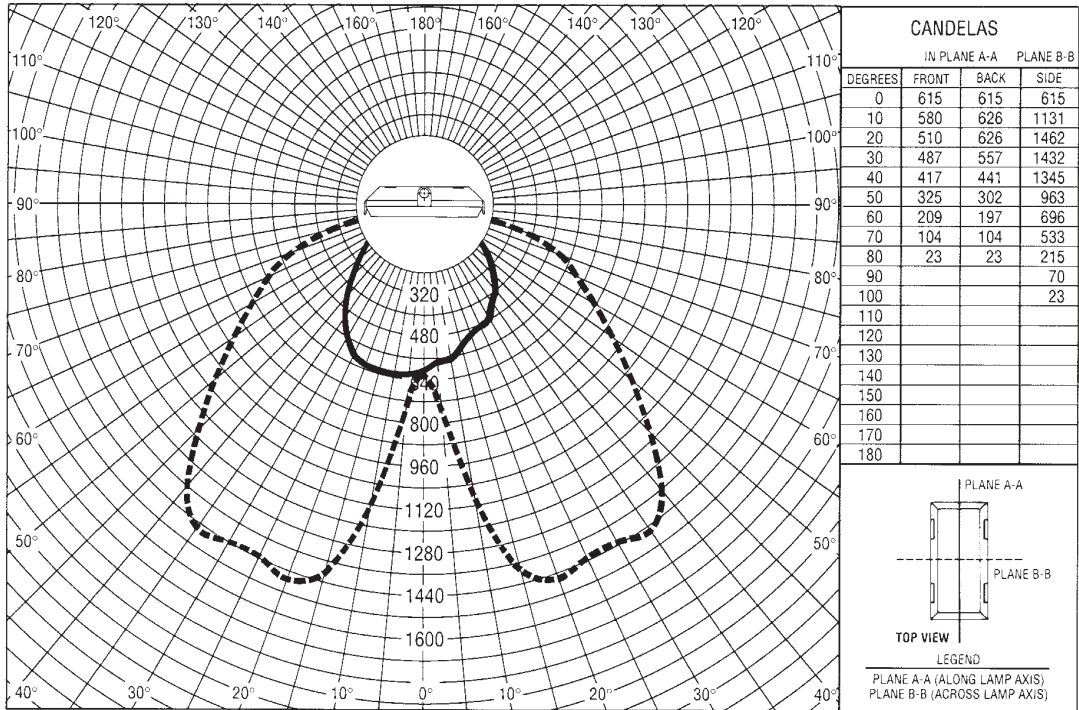 120° 130° 140° 160° 180° 160° 140° 130° 120°
110° 110°
100° 100°
90° 90°
80° 80°
70° 70°
60° 60°
50° 50°
40° 30° 20° 10° 0° 10° 20° 30° 40°
320
480
640
800
960
1120
1280
1440
1600
CANDELAS
IN PLANE A-A PLANE B-B
DEGREES FRONT BACK SIDE
0 615 615 615
10 580 626 1131
20 510 626 1462
30 487 557 1432
40 417 441 1345
50 325 302 963
60 209 197 696
70 104 104 533
80 23 23 215
90 70
100 23
110
120
130
140
150
160
170
180
PLANE A-A
PLANE B-B
TOP VIEW
LEGEND
PLANE A-A (ALONG LAMP AXIS)
PLANE B-B (ACROSS LAMP AXIS)